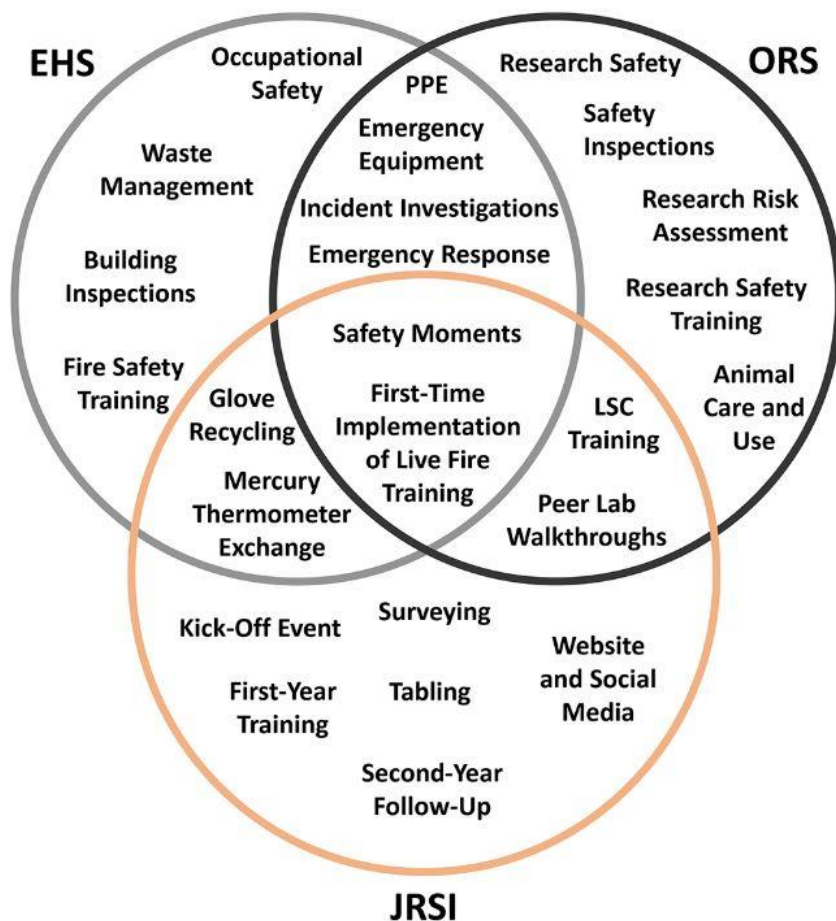 EHS
ORS
Occupational
Safety
Waste
Management
Building
Inspections
Fire Safety
Training
PPE
Emergency
Equipment
Incident Investigations
Emergency Response
Research Safety
Safety
Inspections
Research Risk
Assessment
Research Safety
Training
Animal
Care and
Use
Safety Moments
First-Time
Implementation
of Live Fire
Training
Glove
Recycling
Mercury
Thermometer
Exchange
LSC
Training
Peer Lab
Walkthroughs
Kick-Off Event
Surveying
Website
and Social
Media
First-Year
Training
Tabling
Second-Year
Follow-Up
JRSI